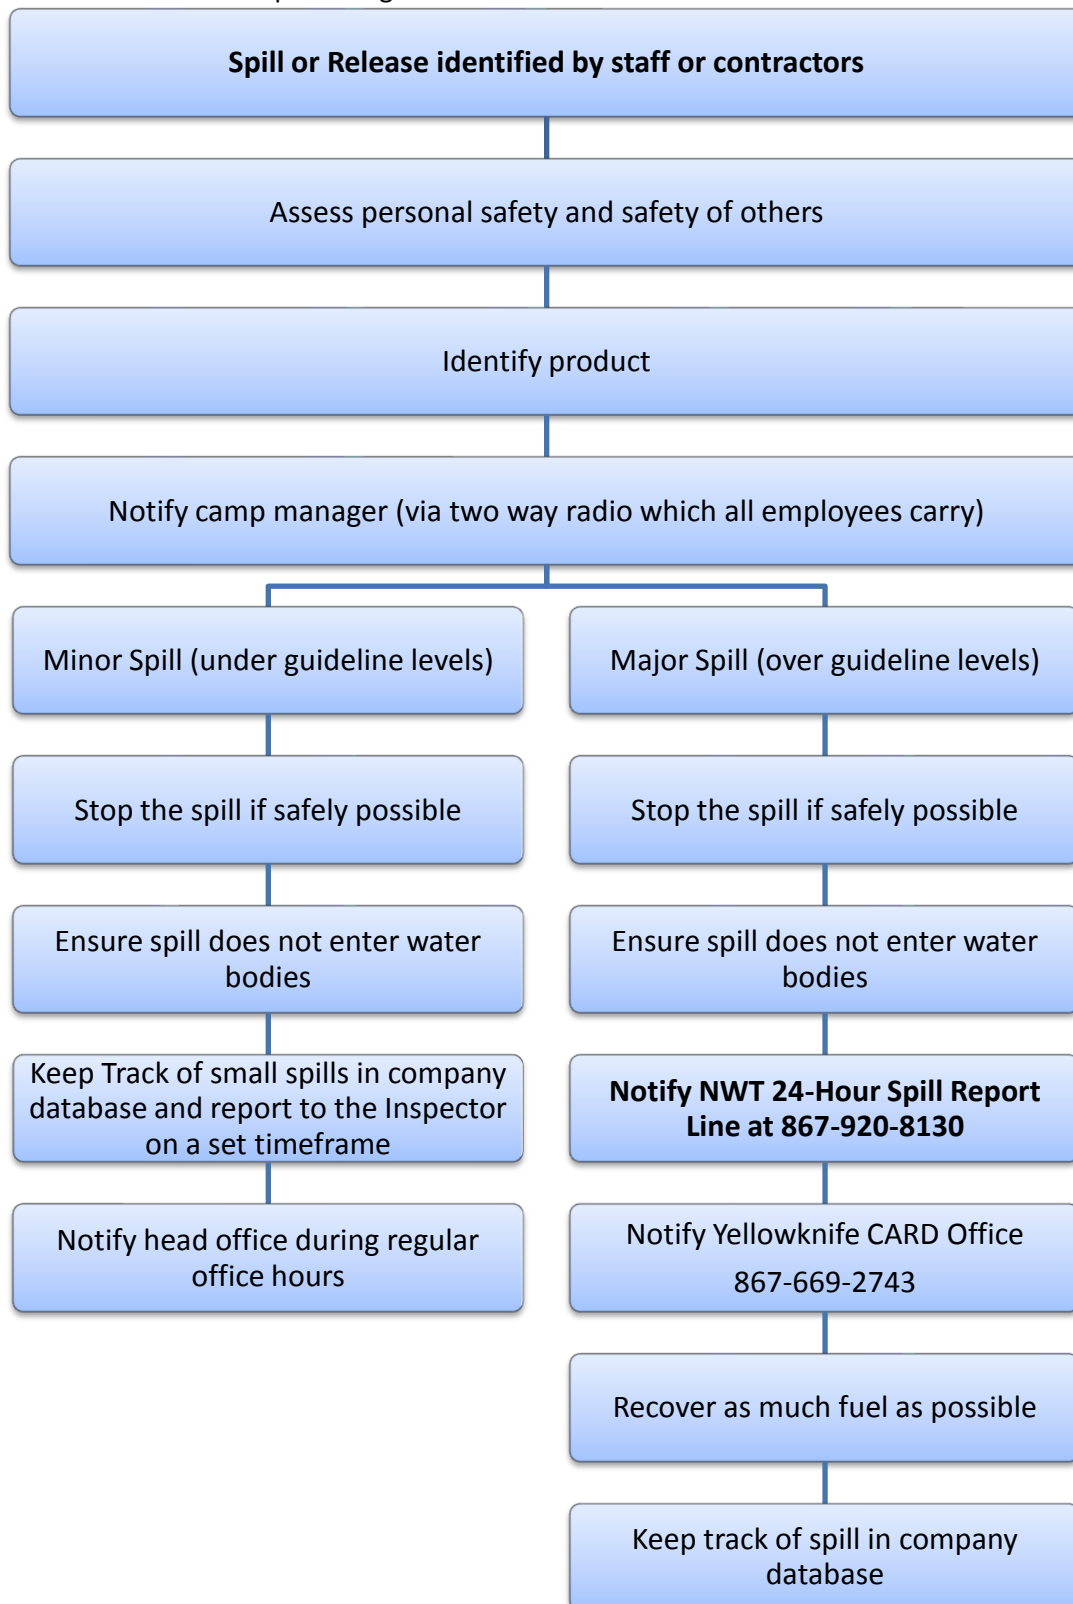 Spill or Release identified by staff or contractors
Assess personal safety and safety of others
Identify product
Notify camp manager (via two way radio which all employees carry)
Minor Spill (under guideline levels)
Stop the spill if safely possible
Ensure spill does not enter water
bodies
Keep Track of small spills in company
database and report to the Inspector
on a set timeframe
Notify head office during regular
office hours
Major Spill (over guideline levels)
Stop the spill if safely possible
Ensure spill does not enter water
bodies
Notify NWT 24-Hour Spill Report
Line at 867-920-8130
Notify Yellowknife CARD Office
867-669-2743
Recover as much fuel as possible
Keep track of spill in company
database